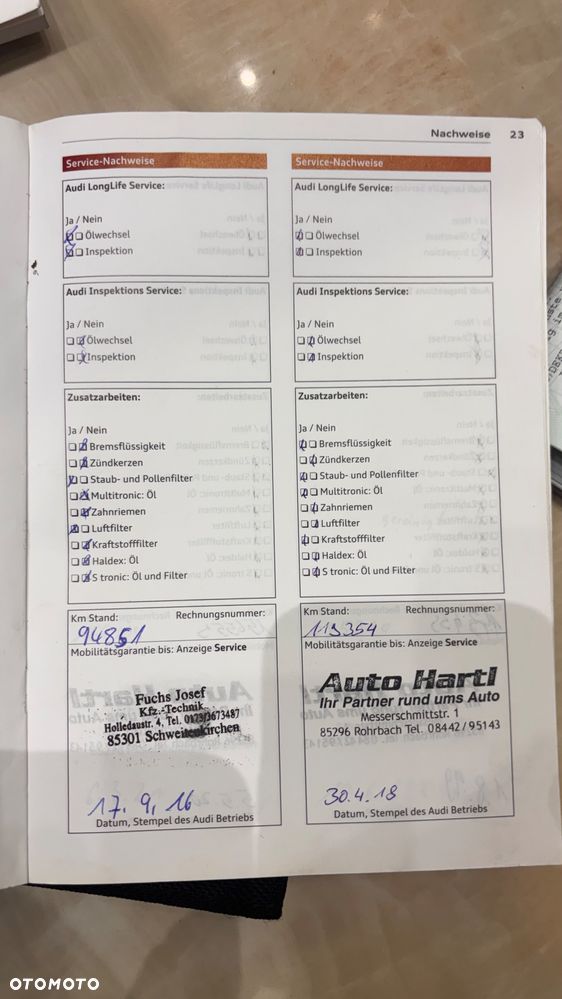 Nachweise 23
Service-Nachweise
Audi LongLife Service:
Ja / Nein
Ölwechsel
Inspektion
Audi Inspektions Service:
Ja / Nein
Ölwechsel
Inspektion
Zusatzarbeiten:
Ja / Nein
Bremsflüssigkeit
Zündkerzen
Staub- und Pollenfilter
Multitronic: Öl
Zahnriemen
Luftfilter
Kraftstofffilter
Haldex: Öl
S tronic: Öl und Filter
Km Stand: Rechnungsnummer:
94851
Mobilitätsgarantie bis: Anzeige Service
Fuchs Josef
Kfz.-Technik
Holledaustr. 4, Tel. 0173/3673487
85301 Schweitenkirchen
17. 9. 16
Datum, Stempel des Audi Betriebs
Service-Nachweise
Audi LongLife Service:
Ja / Nein
Ölwechsel
Inspektion
Audi Inspektions Service:
Ja / Nein
Ölwechsel
Inspektion
Zusatzarbeiten:
Ja / Nein
Bremsflüssigkeit
Zündkerzen
Staub- und Pollenfilter
Multitronic: Öl
Zahnriemen
Luftfilter
Kraftstofffilter
Haldex: Öl
S tronic: Öl und Filter
Km Stand: Rechnungsnummer:
113354
Mobilitätsgarantie bis: Anzeige Service
Auto Hartl
Ihr Partner rund ums Auto
Messerschmittstr. 1
85296 Rohrbach Tel. 08442/95143
30.4.18
Datum, Stempel des Audi Betriebs
OTOMOTO